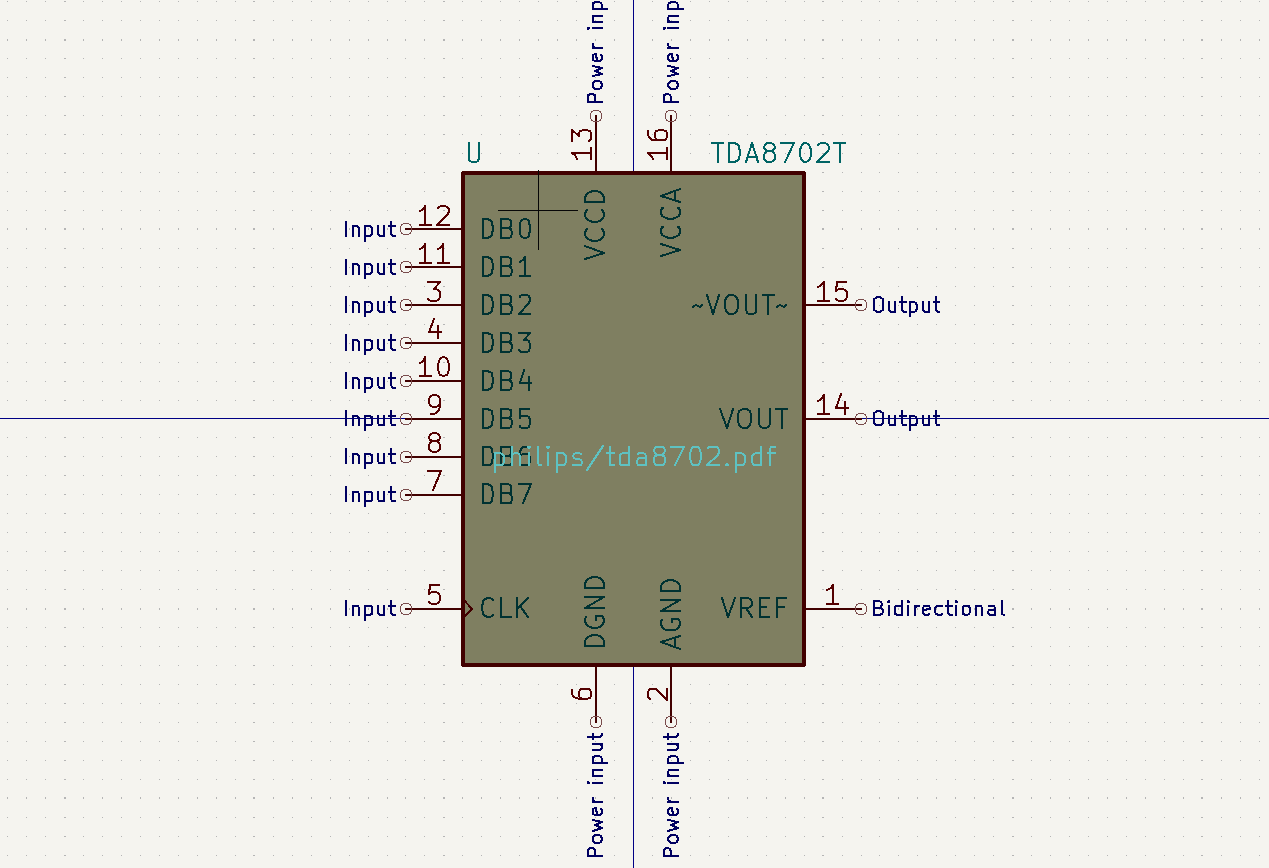 Power inp
Power inp
13
16
U
TDA8702T
VCCD
VCCA
Input 12 DB0
Input 11 DB1
Input 3 DB2
~VOUT~ 15 Output
Input 4 DB3
Input 10 DB4
Input 9 DB5
VOUT 14 Output
Input 8 DB6
philips/tda8702.pdf
Input 7 DB7
Input 5 CLK
DGND
AGND
VREF 1 Bidirectional
6
2
Power input
Power input